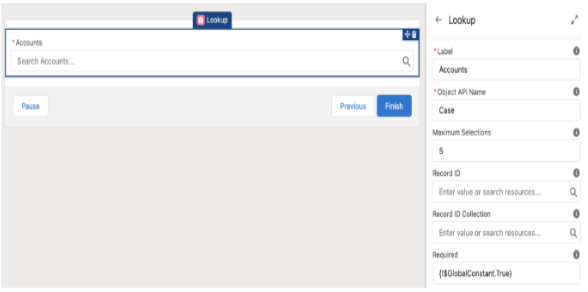 Lookup
* Accounts
Search Accounts...
Pause
Previous
Finish
Lookup
* Label
Accounts
* Object API Name
Case
Maximum Selections
5
Record ID
Enter value or search resources...
Record ID Collection
Enter value or search resources...
Required
{!$GlobalConstant.True}